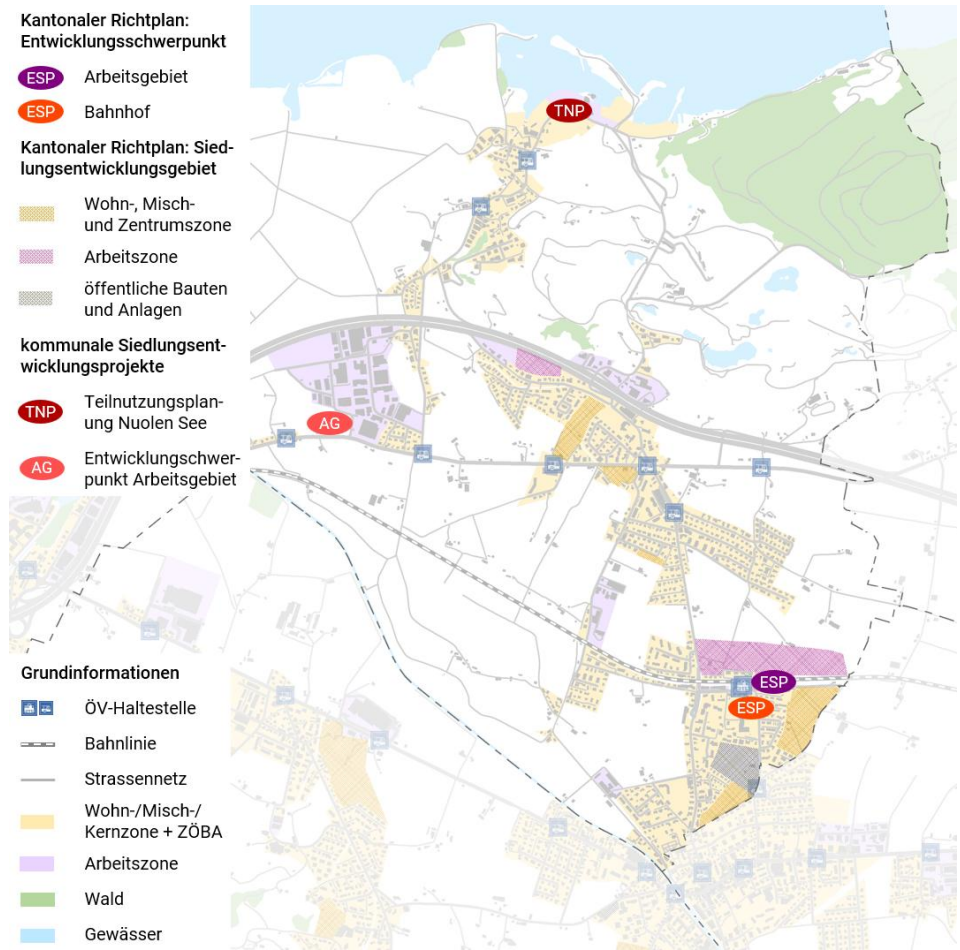 Kantonaler Richtplan:
Entwicklungsschwerpunkt
ESP Arbeitsgebiet
ESP Bahnhof
Kantonaler Richtplan: Sied-
lungsentwicklungsgebiet
Wohn-, Misch-
und Zentrumszone
Arbeitszone
öffentliche Bauten
und Anlagen
kommunale Siedlungsent-
wicklungsprojekte
TNP Teilnutzungsplan-
ung Nuolen See
AG Entwicklungschwer-
punkt Arbeitsgebiet
Grundinformationen
ÖV-Haltestelle
Bahnlinie
Strassennetz
Wohn-/Misch-/
Kernzone + ZÖBA
Arbeitszone
Wald
Gewässer
TNP
AG
ESP
ESP